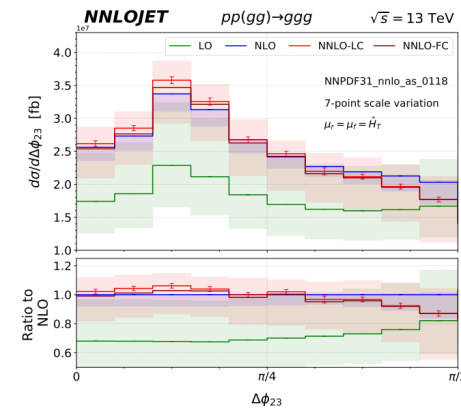 NNLOJET pp(gg)→ggg √s = 13 TeV
1e7
LO NLO NNLO-LC NNLO-FC
NNPDF31_nnlo_as_0118
7-point scale variation
μr = μf = ĤT
dσ/dΔϕ23 [fb]
4.0
3.5
3.0
2.5
2.0
1.5
1.0
Ratio to
NLO
1.2
1.0
0.8
0.6
0 π/4
Δϕ23